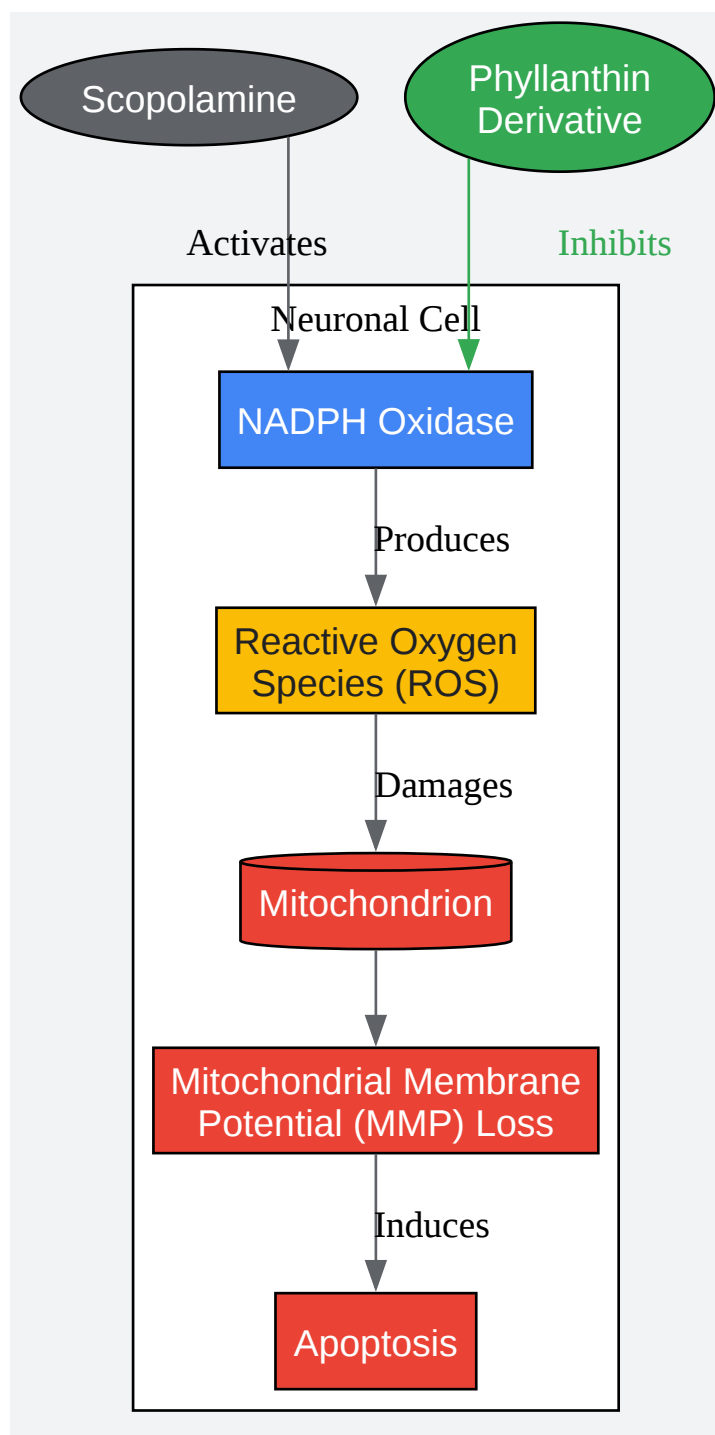 Scopolamine
Phyllanthin
Derivative
Activates
Inhibits
Neuronal Cell
NADPH Oxidase
Produces
Reactive Oxygen
Species (ROS)
Damages
Mitochondrion
Mitochondrial Membrane
Potential (MMP) Loss
Induces
Apoptosis